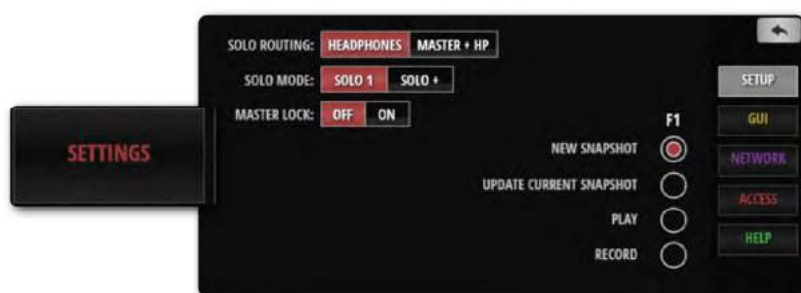 SETTINGS
SOLO ROUTING: HEADPHONES MASTER + HP
SOLO MODE: SOLO 1 SOLO +
MASTER LOCK: OFF ON
F1
NEW SNAPSHOT
UPDATE CURRENT SNAPSHOT
PLAY
RECORD
SETUP
GUI
NETWORK
ACCESS
HELP